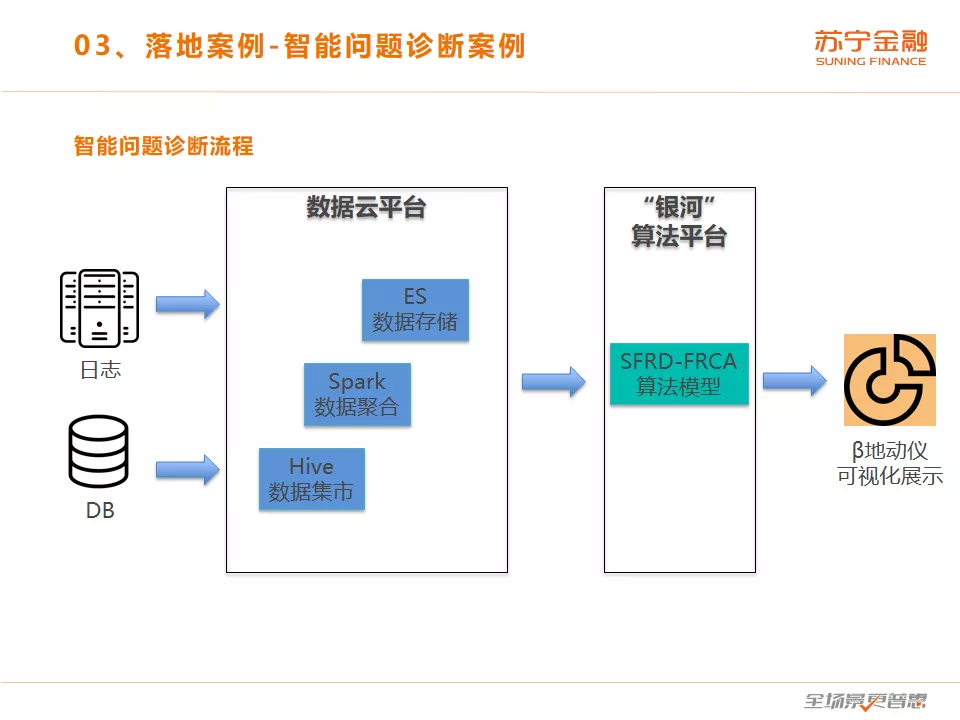 03、落地案例-智能问题诊断案例
苏宁金融
SUNING FINANCE
智能问题诊断流程
数据云平台
“银河”
算法平台
ES
数据存储
Spark
数据聚合
Hive
数据集市
日志
DB
SFRD-FRCA
算法模型
β地动仪
可视化展示
全场景更普惠